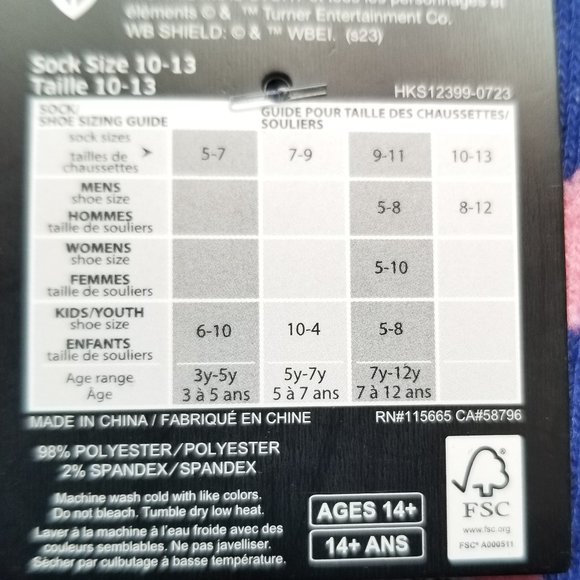 éléments © & ™ Turner Entertainment Co.
WB SHIELD: © & ™ WBEI. (s23)
Sock Size 10-13
Taille 10-13
HKS12399-0723
SOCK/
SHOE SIZING GUIDE
GUIDE POUR TAILLE DES CHAUSSETTES/
SOULIERS
sock sizes
tailles de
chaussettes
5-7 7-9 9-11 10-13
MENS
shoe size
HOMMES
taille de souliers
5-8 8-12
WOMENS
shoe size
FEMMES
taille de souliers
5-10
KIDS/YOUTH
shoe size
ENFANTS
taille de souliers
6-10 10-4 5-8
Age range
Âge
3y-5y 5y-7y 7y-12y
3 à 5 ans 5 à 7 ans 7 à 12 ans
MADE IN CHINA / FABRIQUÉ EN CHINE
RN#115665 CA#58796
98% POLYESTER/POLYESTER
2% SPANDEX/SPANDEX
Machine wash cold with like colors.
Do not bleach. Tumble dry low heat.
Laver à la machine à l'eau froide avec des
couleurs semblables. Ne pas javelliser.
Sécher par culbutage à basse température.
AGES 14+
14+ ANS
FSC
www.fsc.org
FSC® A000511